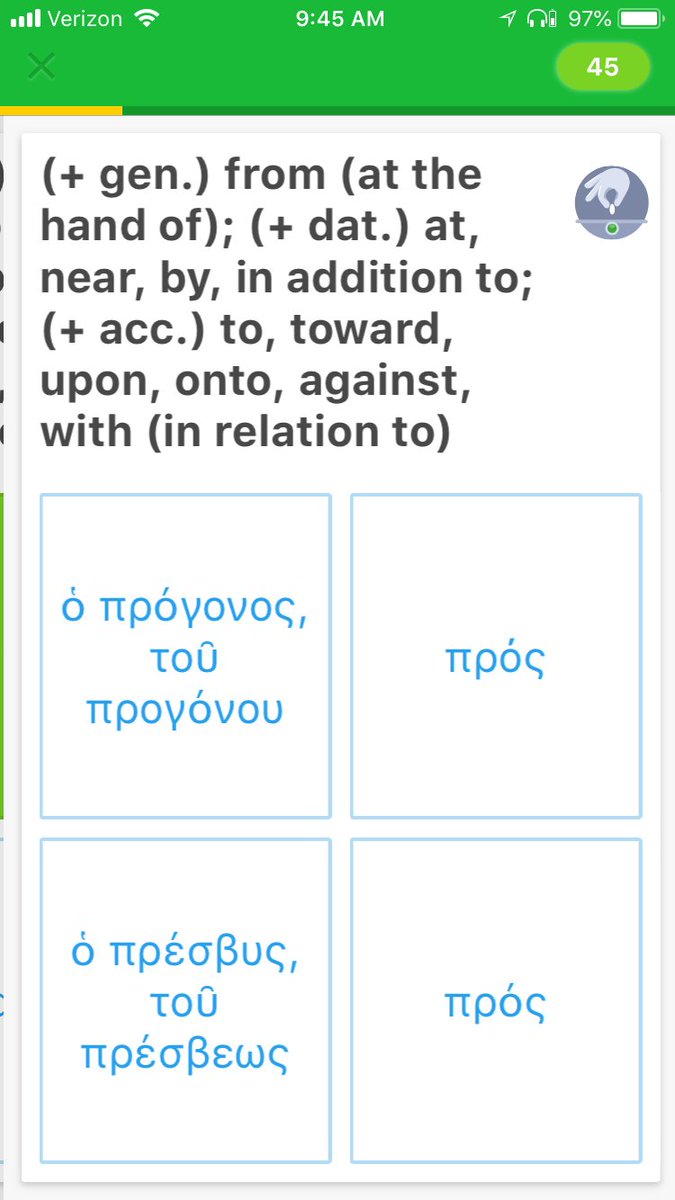 Verizon 9:45 AM 97%
45
(+ gen.) from (at the
hand of); (+ dat.) at,
near, by, in addition to;
(+ acc.) to, toward,
upon, onto, against,
with (in relation to)
ὁ πρόγονος,
τοῦ
προγόνου
πρός
ὁ πρέσβυς,
τοῦ
πρέσβεως
πρός